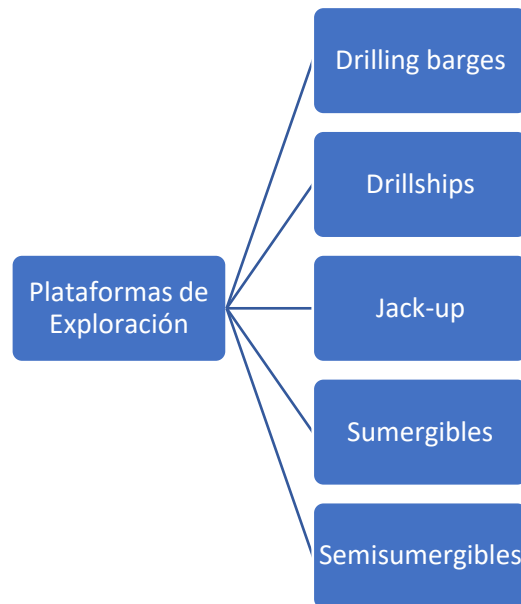 Drilling barges
Drillships
Plataformas de
Exploración
Jack-up
Sumergibles
Semisumergibles